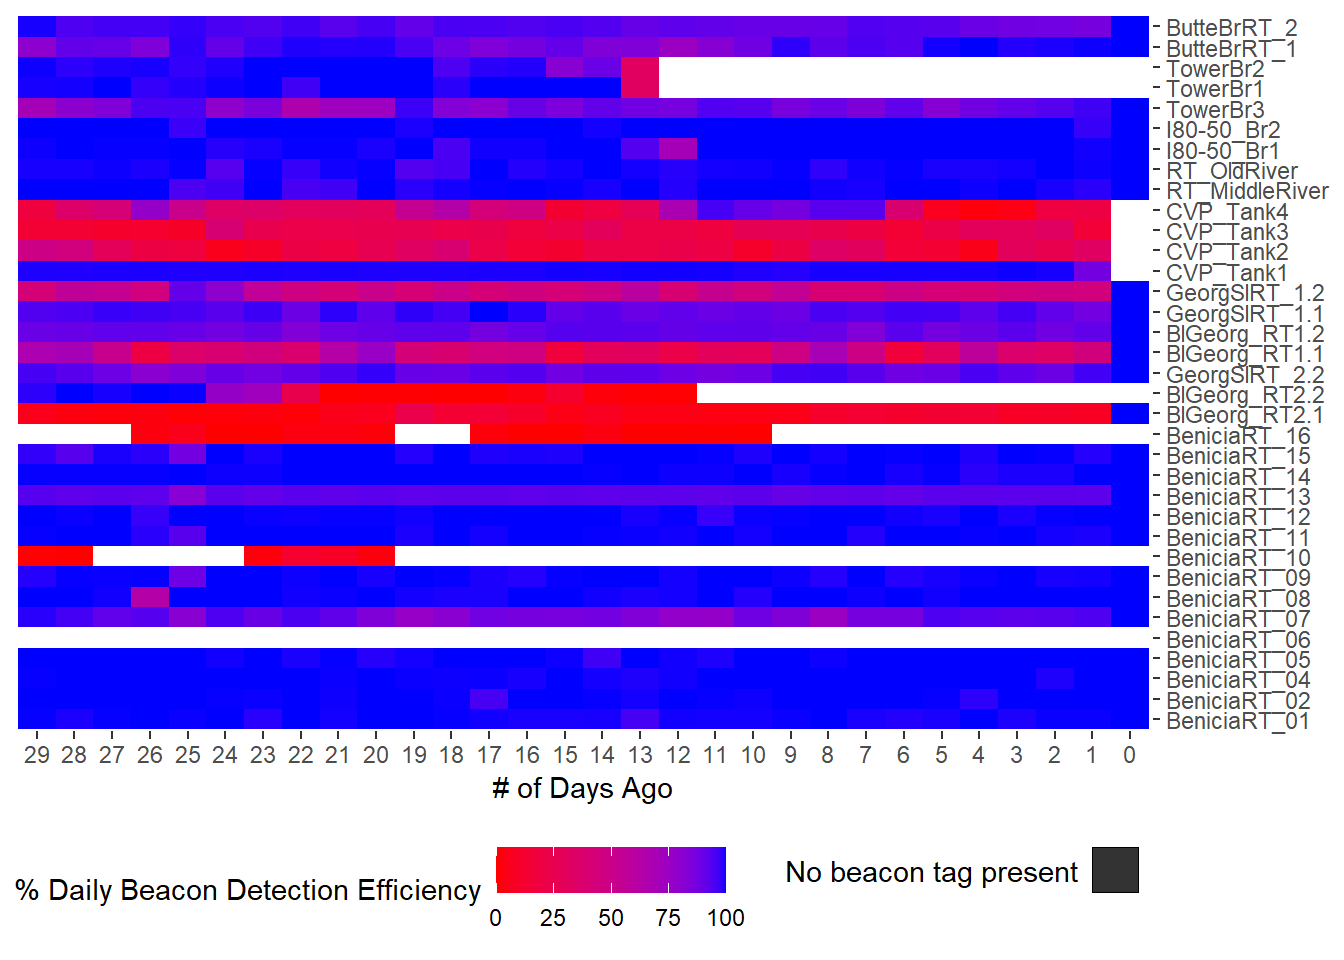 ButteBrRT_2
ButteBrRT_1
TowerBr2
TowerBr1
TowerBr3
I80-50_Br2
I80-50_Br1
RT_OldRiver
RT_MiddleRiver
CVP_Tank4
CVP_Tank3
CVP_Tank2
CVP_Tank1
GeorgSlRT_1.2
GeorgSlRT_1.1
BlGeorg_RT1.2
BlGeorg_RT1.1
GeorgSlRT_2.2
BlGeorg_RT2.2
BlGeorg_RT2.1
BeniciaRT_16
BeniciaRT_15
BeniciaRT_14
BeniciaRT_13
BeniciaRT_12
BeniciaRT_11
BeniciaRT_10
BeniciaRT_09
BeniciaRT_08
BeniciaRT_07
BeniciaRT_06
BeniciaRT_05
BeniciaRT_04
BeniciaRT_02
BeniciaRT_01
29 28 27 26 25 24 23 22 21 20 19 18 17 16 15 14 13 12 11 10 9 8 7 6 5 4 3 2 1 0
# of Days Ago
% Daily Beacon Detection Efficiency
0 25 50 75 100
No beacon tag present